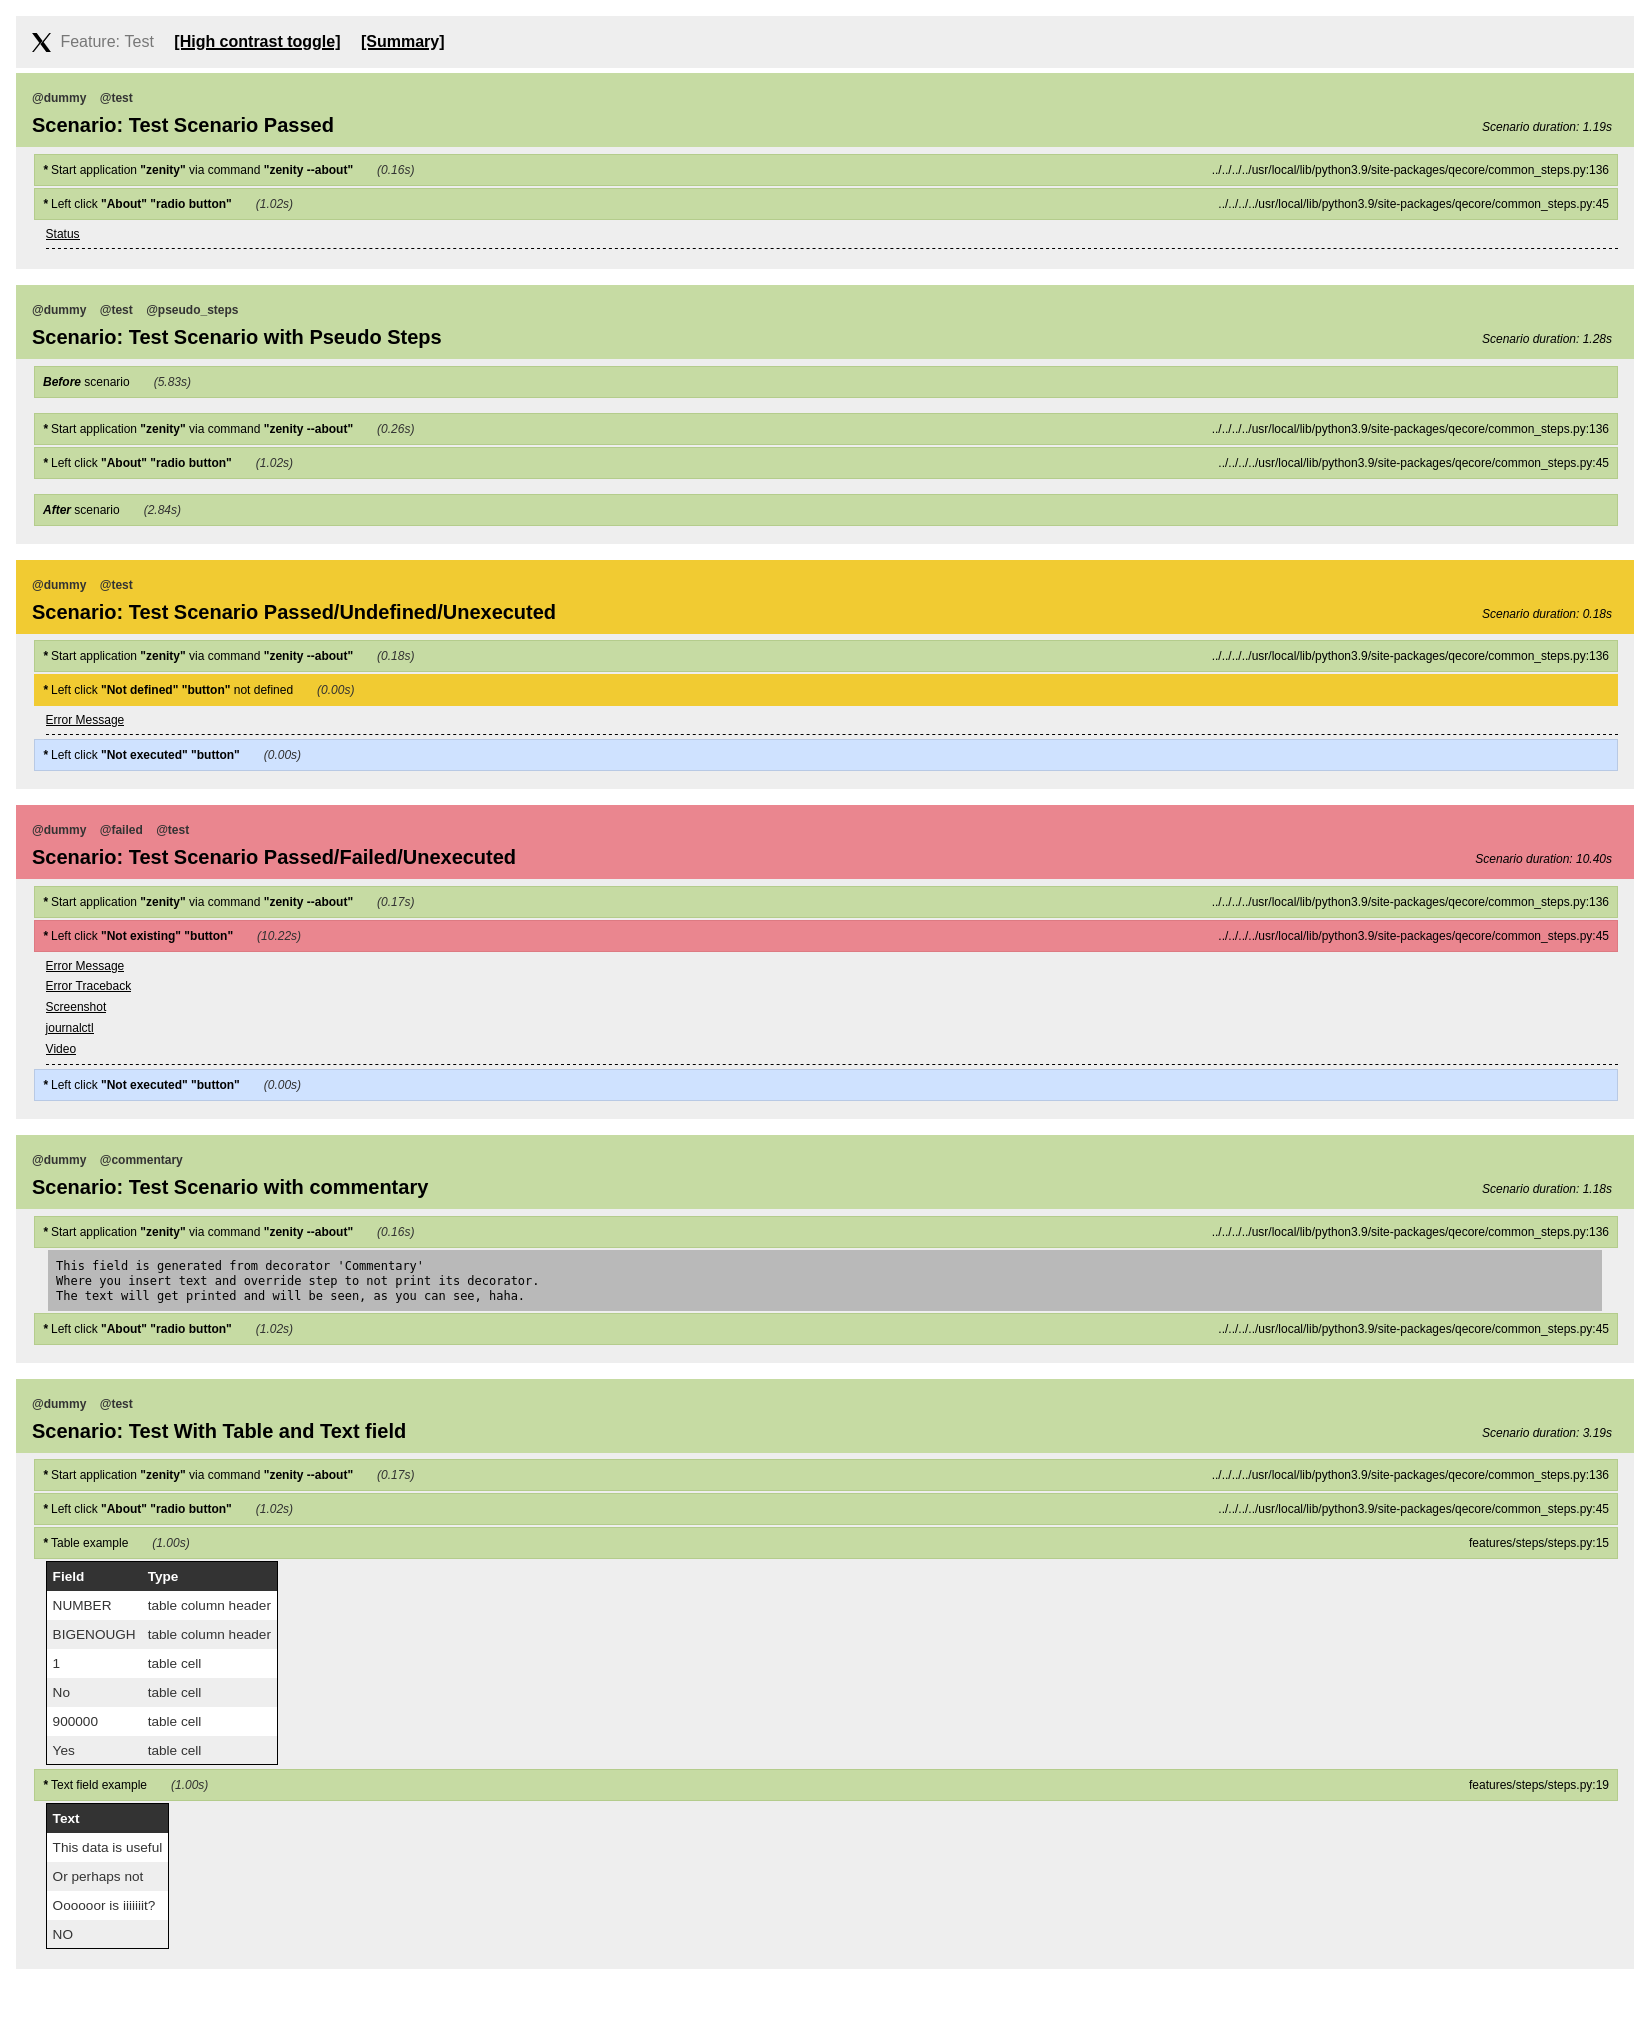 Feature: Test [High contrast toggle] [Summary]
@dummy @test
Scenario: Test Scenario Passed Scenario duration: 1.19s
* Start application "zenity" via command "zenity --about" (0.16s) ../../../../usr/local/lib/python3.9/site-packages/qecore/common_steps.py:136
* Left click "About" "radio button" (1.02s) ../../../../usr/local/lib/python3.9/site-packages/qecore/common_steps.py:45
Status
@dummy @test @pseudo_steps
Scenario: Test Scenario with Pseudo Steps Scenario duration: 1.28s
Before scenario (5.83s)
* Start application "zenity" via command "zenity --about" (0.26s) ../../../../usr/local/lib/python3.9/site-packages/qecore/common_steps.py:136
* Left click "About" "radio button" (1.02s) ../../../../usr/local/lib/python3.9/site-packages/qecore/common_steps.py:45
After scenario (2.84s)
@dummy @test
Scenario: Test Scenario Passed/Undefined/Unexecuted Scenario duration: 0.18s
* Start application "zenity" via command "zenity --about" (0.18s) ../../../../usr/local/lib/python3.9/site-packages/qecore/common_steps.py:136
* Left click "Not defined" "button" not defined (0.00s)
Error Message
* Left click "Not executed" "button" (0.00s)
@dummy @failed @test
Scenario: Test Scenario Passed/Failed/Unexecuted Scenario duration: 10.40s
* Start application "zenity" via command "zenity --about" (0.17s) ../../../../usr/local/lib/python3.9/site-packages/qecore/common_steps.py:136
* Left click "Not existing" "button" (10.22s) ../../../../usr/local/lib/python3.9/site-packages/qecore/common_steps.py:45
Error Message
Error Traceback
Screenshot
journalctl
Video
* Left click "Not executed" "button" (0.00s)
@dummy @commentary
Scenario: Test Scenario with commentary Scenario duration: 1.18s
* Start application "zenity" via command "zenity --about" (0.16s) ../../../../usr/local/lib/python3.9/site-packages/qecore/common_steps.py:136
This field is generated from decorator 'Commentary'
Where you insert text and override step to not print its decorator.
The text will get printed and will be seen, as you can see, haha.
* Left click "About" "radio button" (1.02s) ../../../../usr/local/lib/python3.9/site-packages/qecore/common_steps.py:45
@dummy @test
Scenario: Test With Table and Text field Scenario duration: 3.19s
* Start application "zenity" via command "zenity --about" (0.17s) ../../../../usr/local/lib/python3.9/site-packages/qecore/common_steps.py:136
* Left click "About" "radio button" (1.02s) ../../../../usr/local/lib/python3.9/site-packages/qecore/common_steps.py:45
* Table example (1.00s) features/steps/steps.py:15
Field Type
NUMBER table column header
BIGENOUGH table column header
1 table cell
No table cell
900000 table cell
Yes table cell
* Text field example (1.00s) features/steps/steps.py:19
Text
This data is useful
Or perhaps not
Oooooor is iiiiiiit?
NO